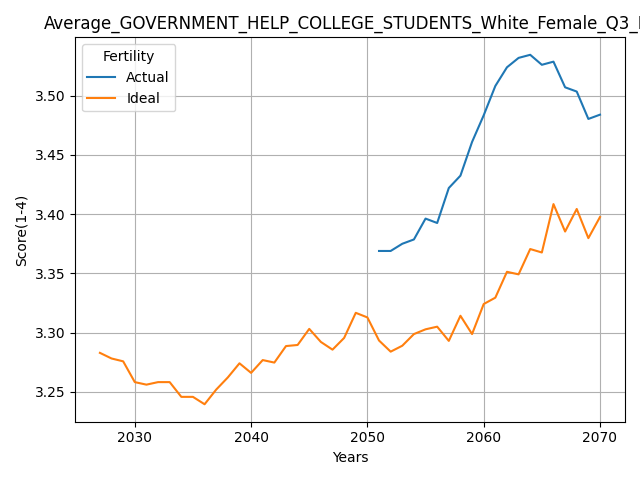 Average_GOVERNMENT_HELP_COLLEGE_STUDENTS_White_Female_Q3_
Fertility
Actual
Ideal
3.50
3.45
3.40
3.35
3.30
3.25
Score(1-4)
2030 2040 2050 2060 2070
Years